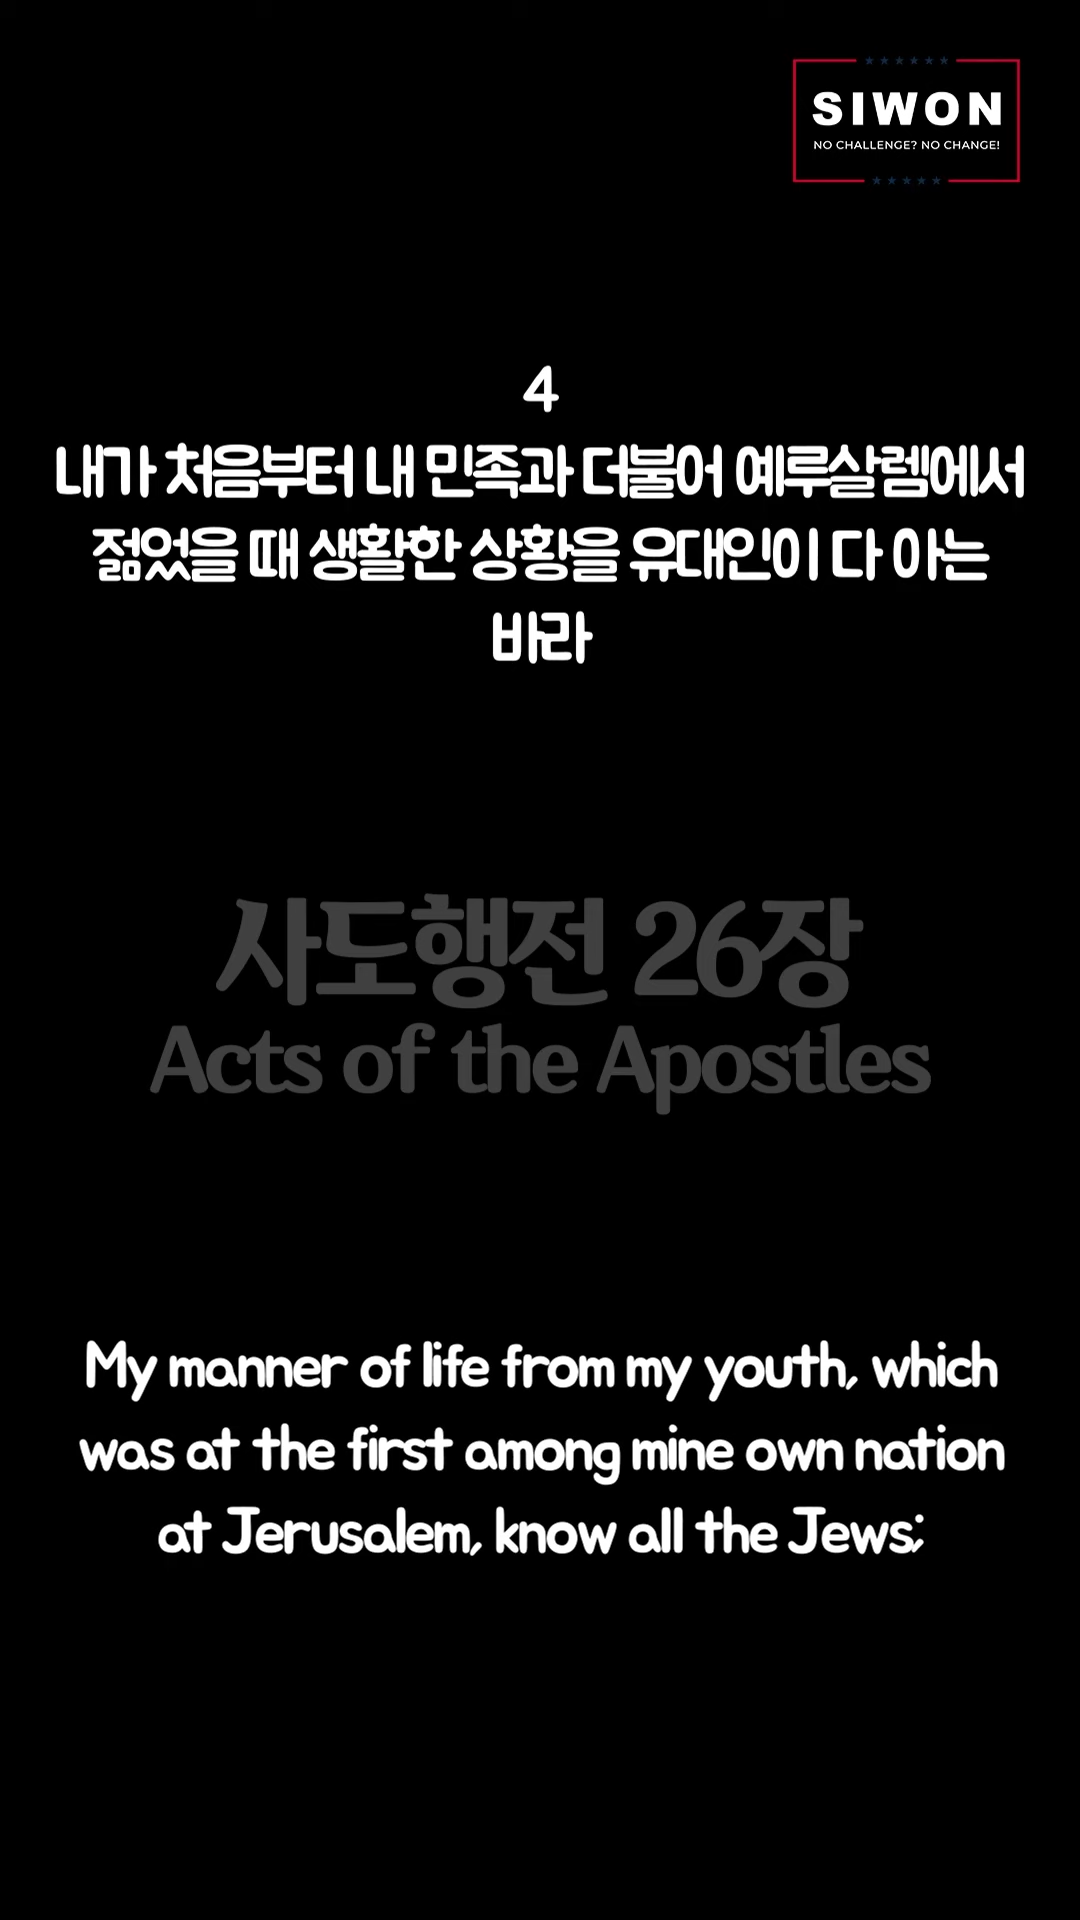 SIWON
NO CHALLENGE? NO CHANGE!
4
내가 처음부터 내 민족과 더불어 예루살렘에서
젊었을 때 생활한 상황을 유대인이 다 아는
바라
사도행전 26장
Acts of the Apostles
My manner of life from my youth, which
was at the first among mine own nation
at Jerusalem, know all the Jews;